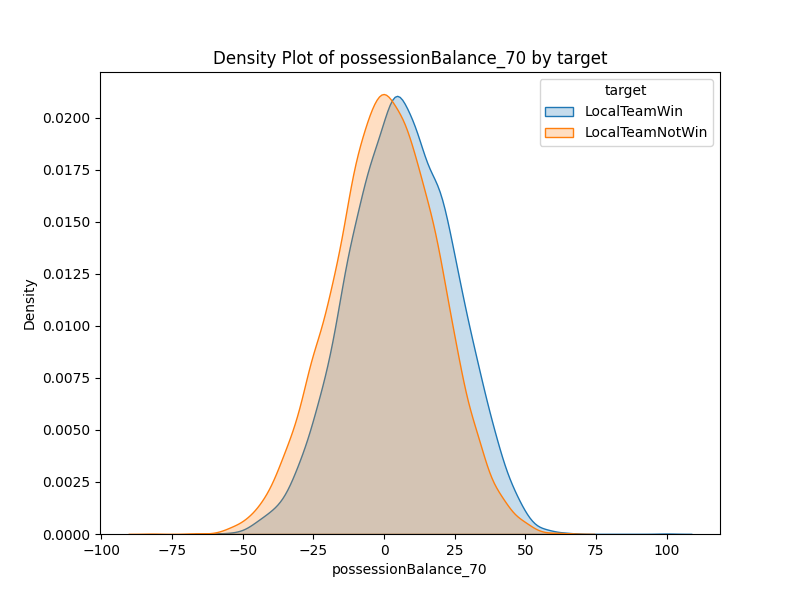 Density Plot of possessionBalance_70 by target
target
LocalTeamWin
LocalTeamNotWin
0.0200
0.0175
0.0150
0.0125
0.0100
0.0075
0.0050
0.0025
0.0000
Density
−100 −75 −50 −25 0 25 50 75 100
possessionBalance_70